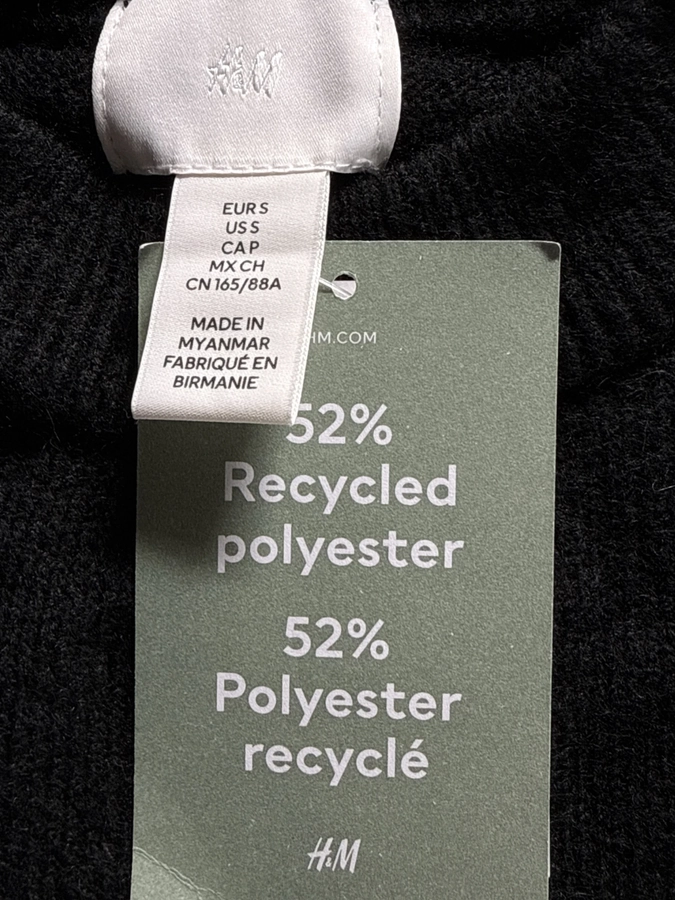 H&M
EUR S
US S
CA P
MX CH
CN 165/88A
MADE IN
MYANMAR
FABRIQUÉ EN
BIRMANIE
HM.COM
52%
Recycled
polyester
52%
Polyester
recyclé
H&M